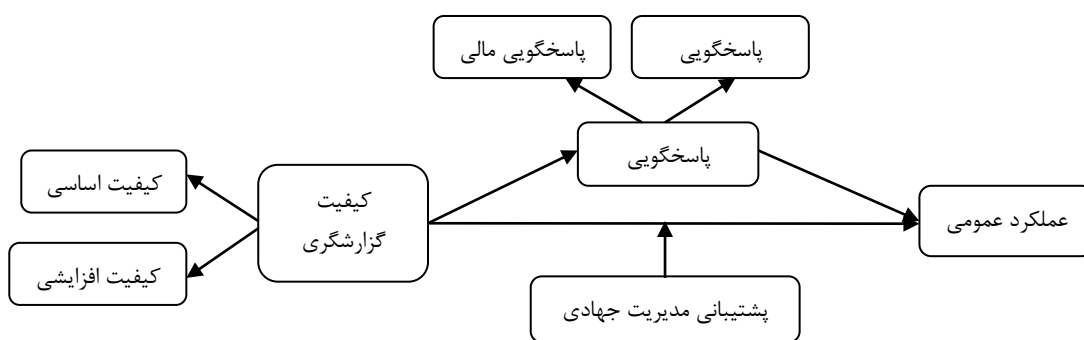 پاسخگویی
پاسخگویی مالی
پاسخگویی
کیفیت اساسی
کیفیت
گزارشگری
عملکرد عمومی
کیفیت افزایشی
پشتیبانی مدیریت جهادی